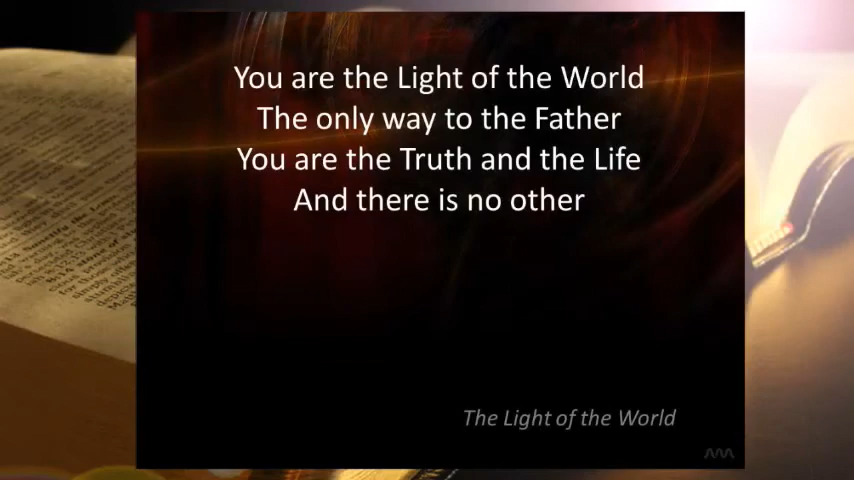 You are the Light of the World
The only way to the Father
You are the Truth and the Life
And there is no other
The Light of the World